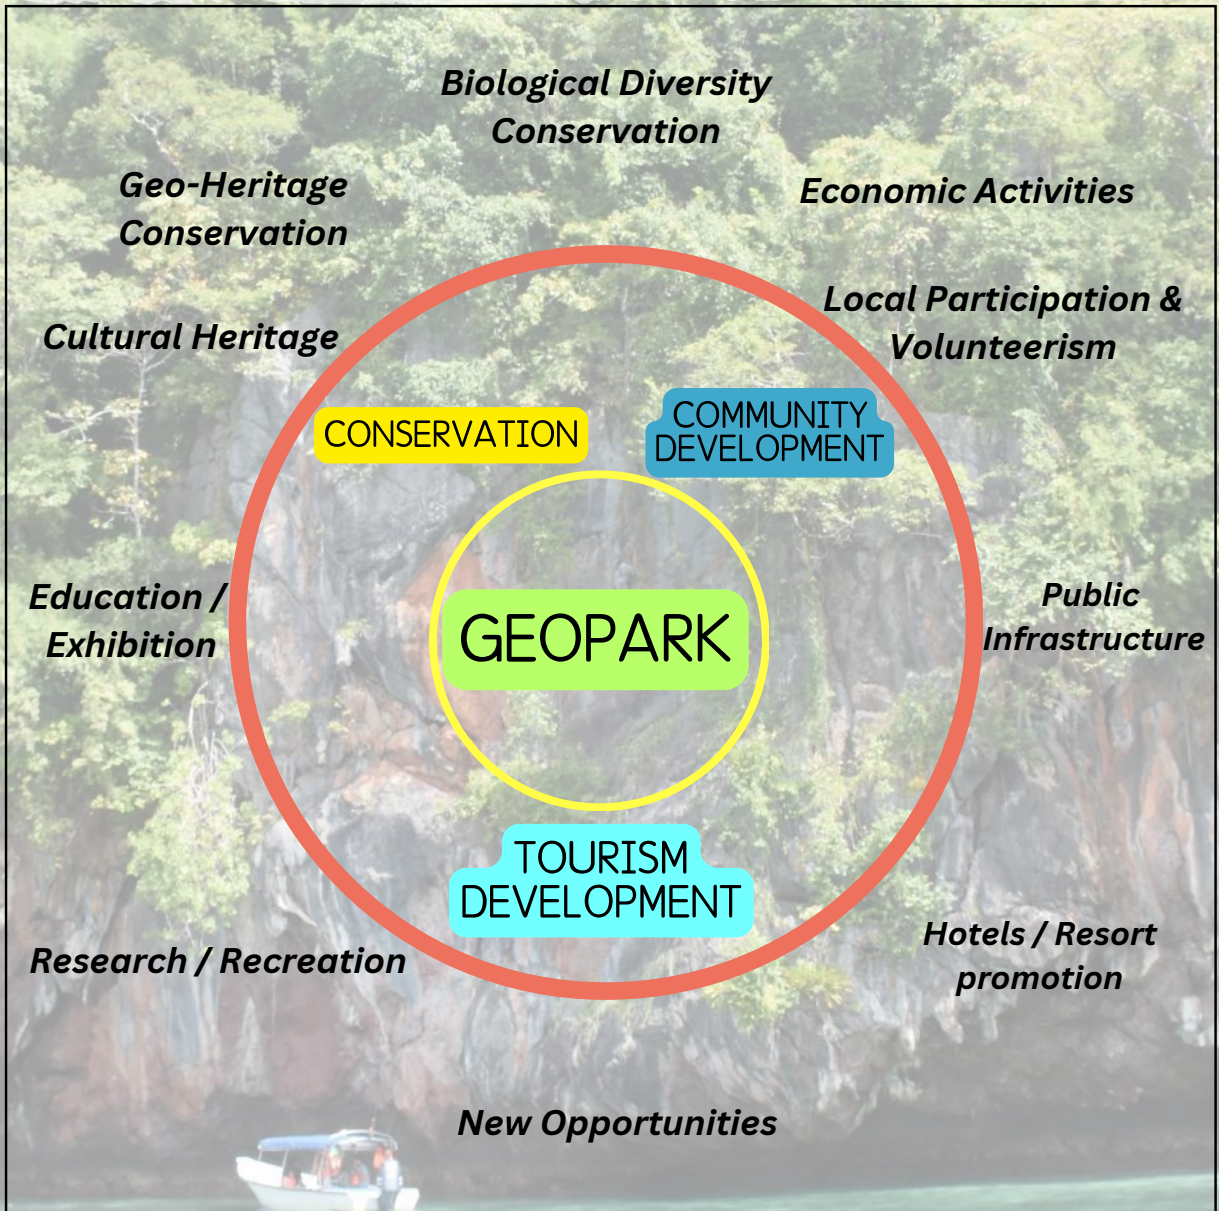 Biological Diversity
Conservation
Geo-Heritage
Conservation
Economic Activities
Local Participation &
Volunteerism
Cultural Heritage
CONSERVATION
COMMUNITY
DEVELOPMENT
Education /
Exhibition
GEOPARK
Public
Infrastructure
TOURISM
DEVELOPMENT
Research / Recreation
Hotels / Resort
promotion
New Opportunities